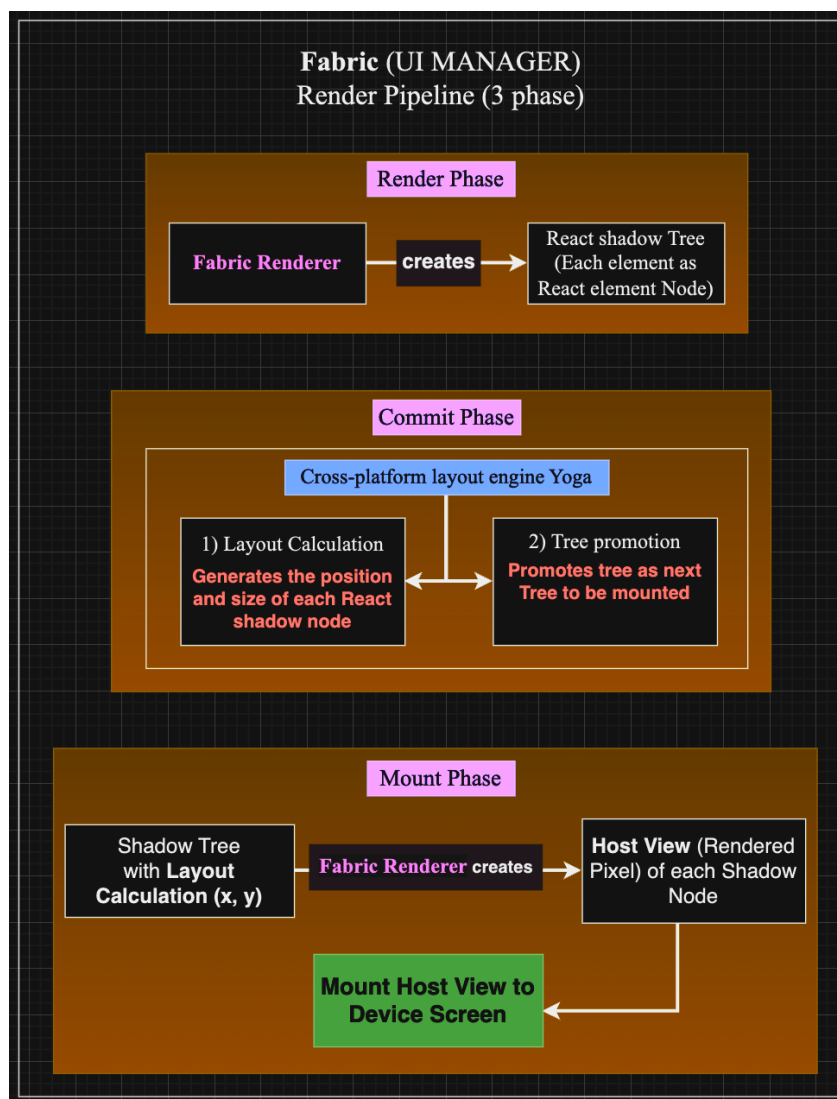 Fabric (UI MANAGER)
Render Pipeline (3 phase)
Render Phase
Fabric Renderer
creates
React shadow Tree
(Each element as
React element Node)
Commit Phase
Cross-platform layout engine Yoga
1) Layout Calculation
Generates the position
and size of each React
shadow node
2) Tree promotion
Promotes tree as next
Tree to be mounted
Mount Phase
Shadow Tree
with Layout
Calculation (x, y)
Fabric Renderer creates
Host View (Rendered
Pixel) of each Shadow
Node
Mount Host View to
Device Screen